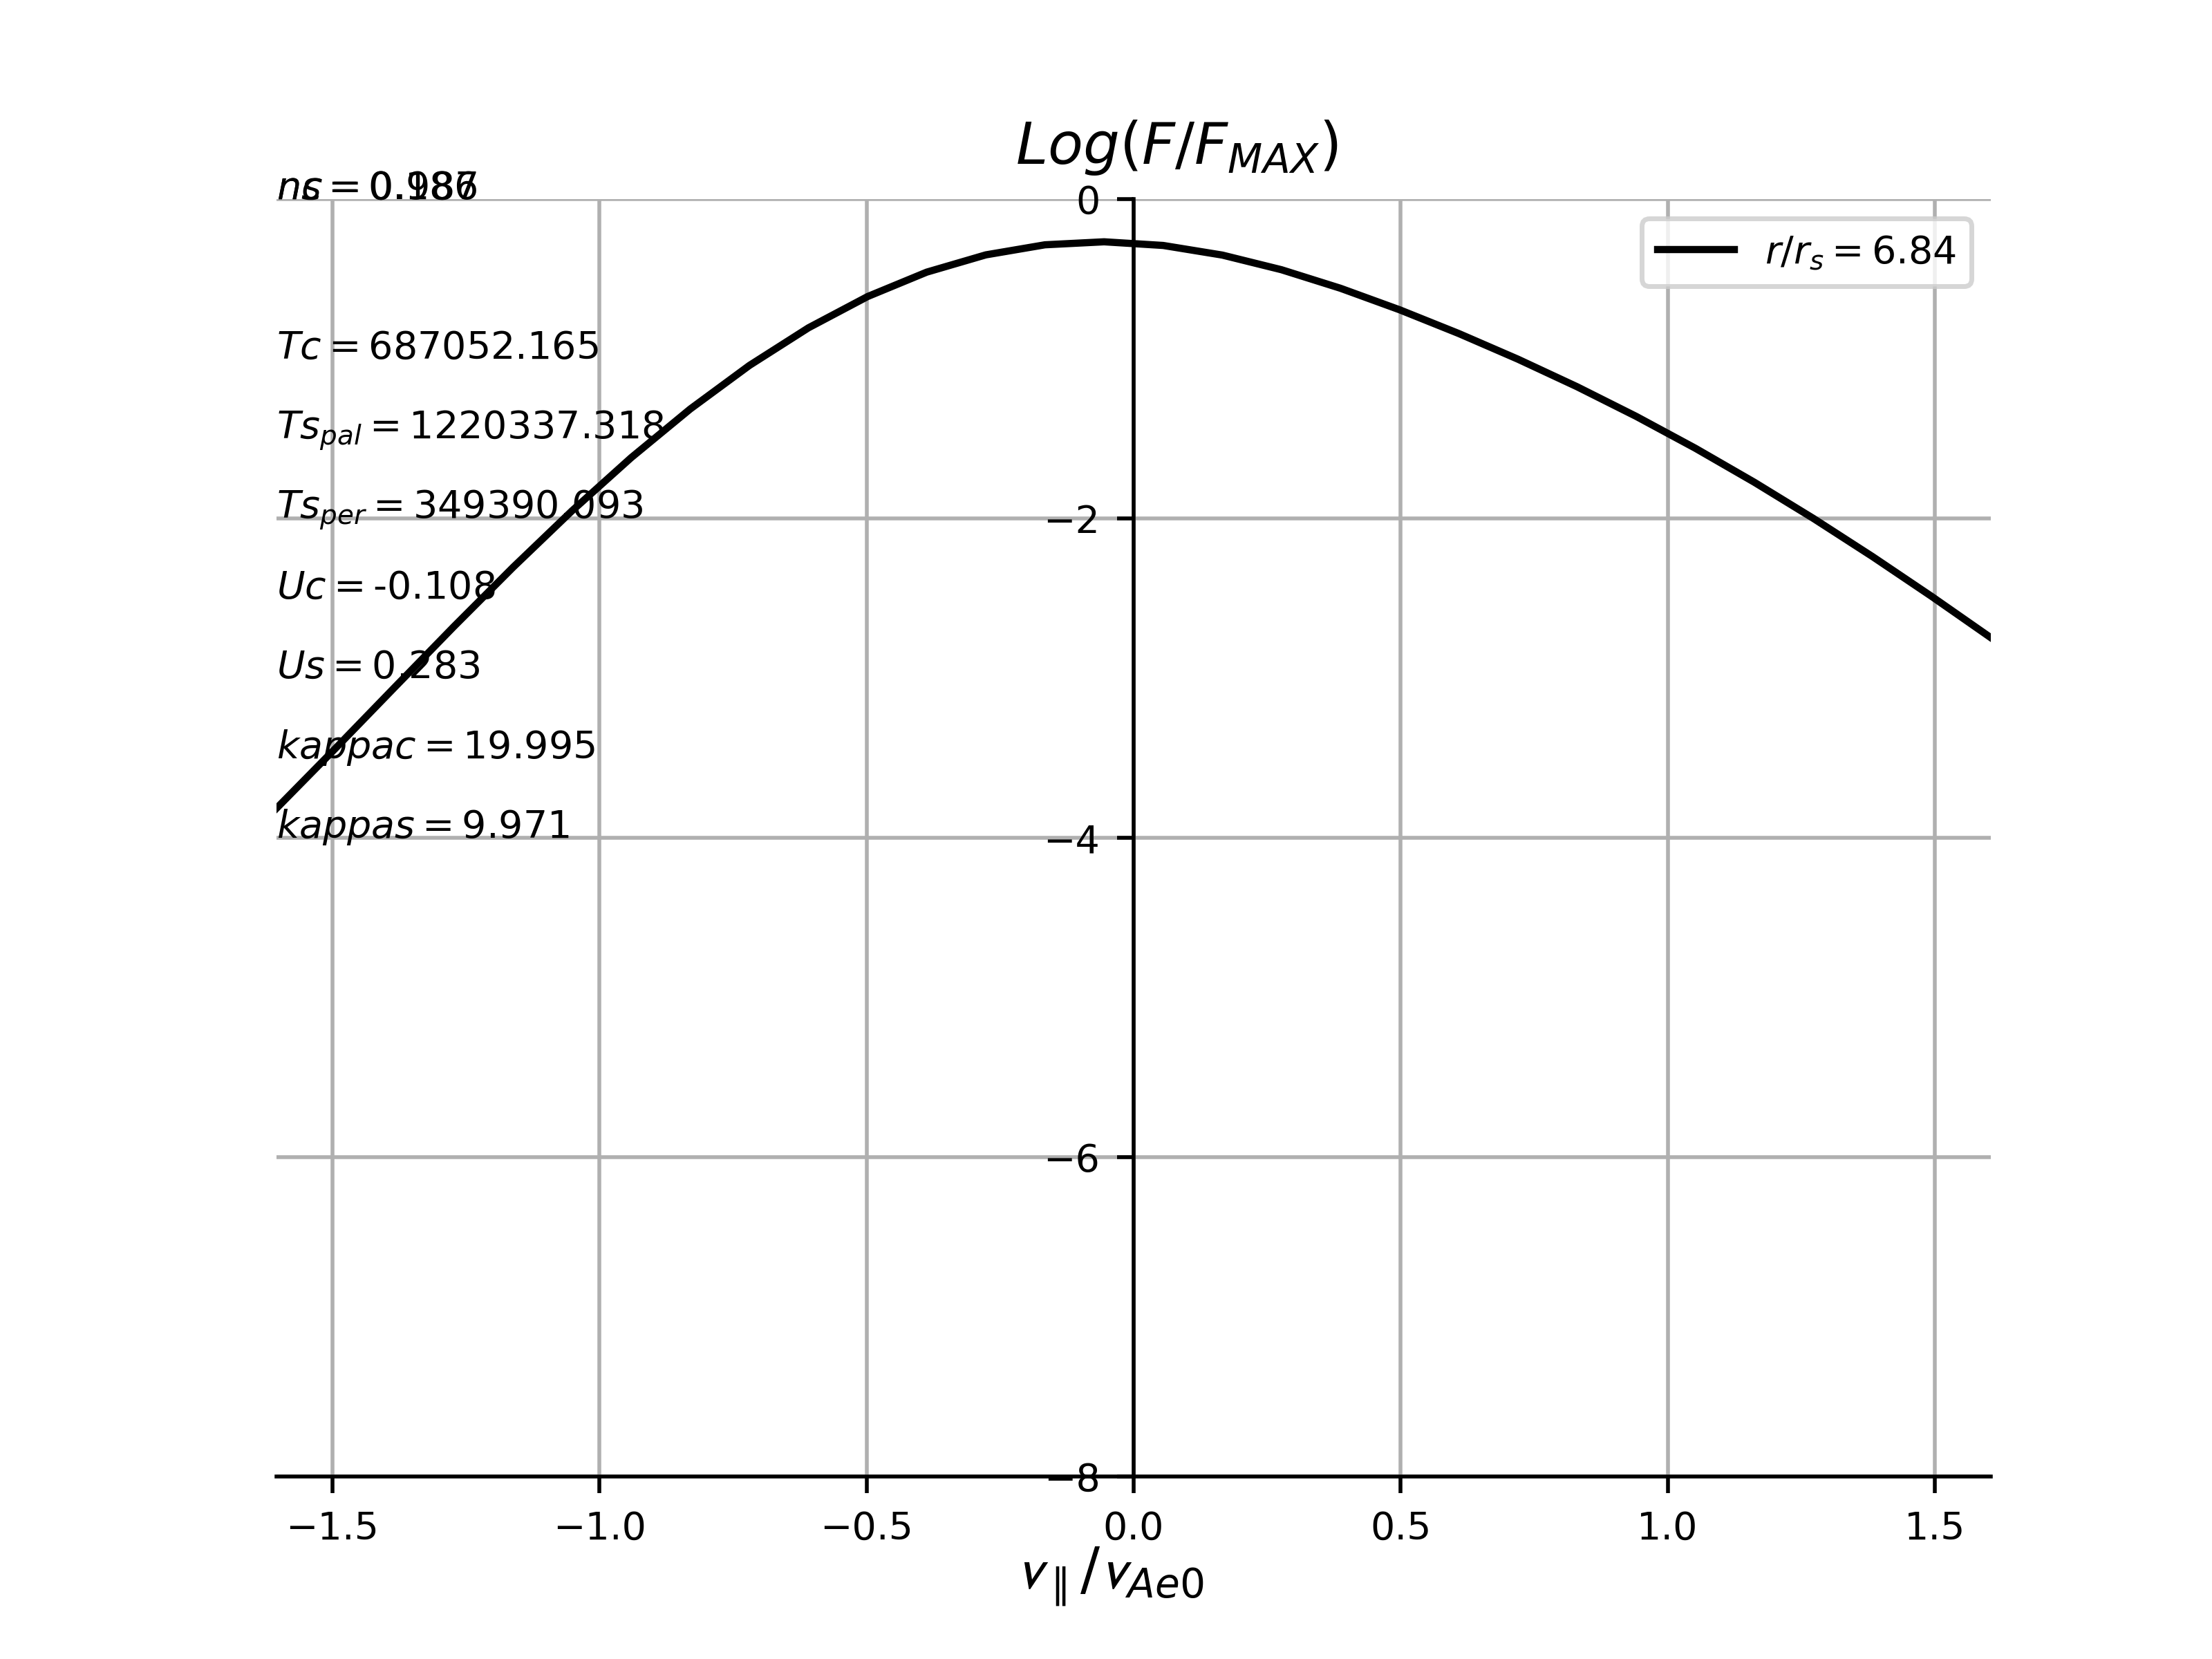 Log(F/F_MAX)
0
r/r_s = 6.84
Tc = 687052.165
Ts_pal = 1220337.318
Ts_per = 349390.093
−2
Uc = -0.108
Us = 0.283
kappac = 19.995
kappas = 9.971
−4
−6
−8
−1.5 −1.0 −0.5 0.0 0.5 1.0 1.5
v_∥/v_Ae0